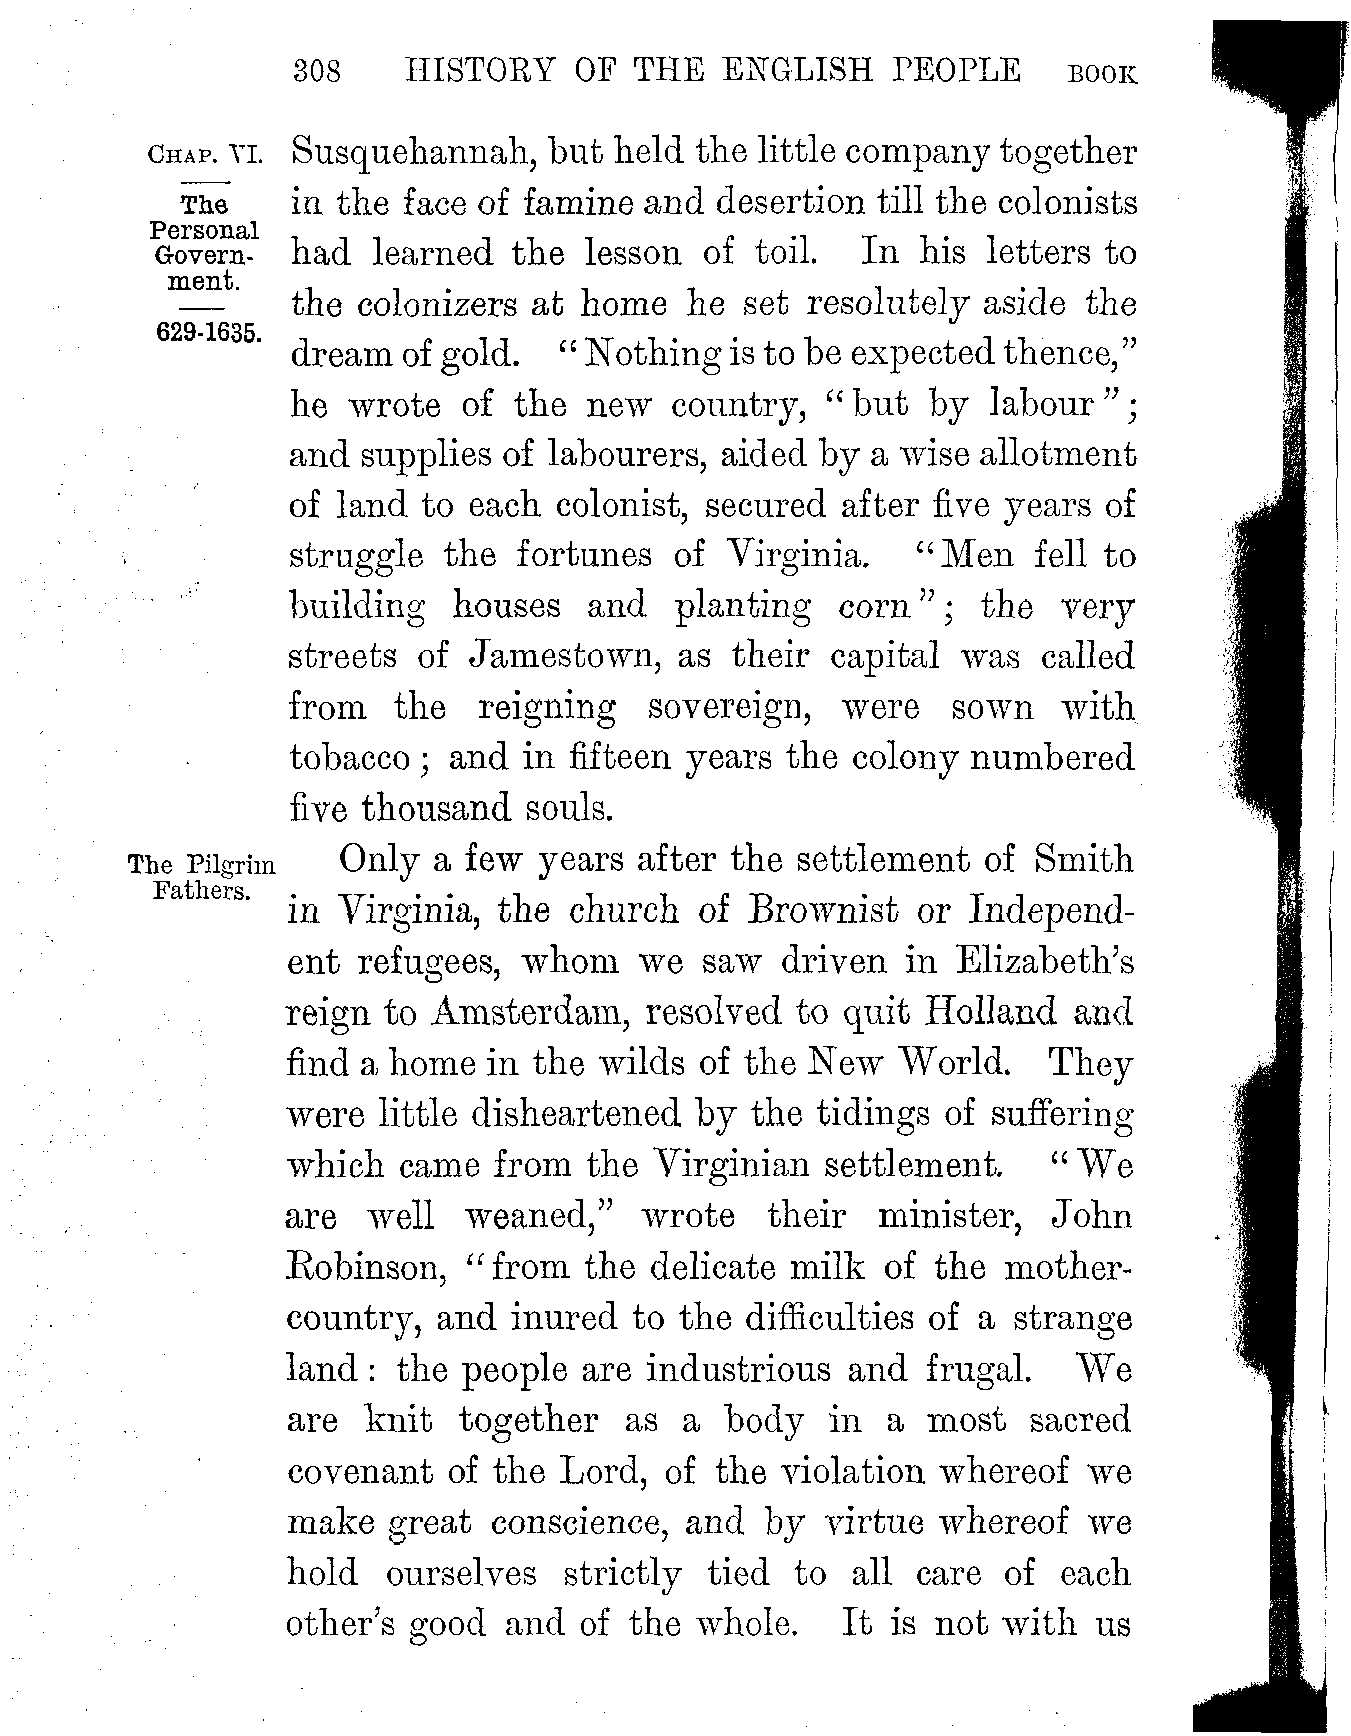 308 HISTORY OF THE ENGLISH PEOPLE BOOK
CHAP. VI.
The
Personal
Govern-
ment.
629-1635.
Susquehannah, but held the little company together
in the face of famine and desertion till the colonists
had learned the lesson of toil. In his letters to
the colonizers at home he set resolutely aside the
dream of gold. “Nothing is to be expected thence,”
he wrote of the new country, “but by labour”;
and supplies of labourers, aided by a wise allotment
of land to each colonist, secured after five years of
struggle the fortunes of Virginia. “Men fell to
building houses and planting corn”; the very
streets of Jamestown, as their capital was called
from the reigning sovereign, were sown with
tobacco; and in fifteen years the colony numbered
five thousand souls.
The Pilgrim
Fathers.
Only a few years after the settlement of Smith
in Virginia, the church of Brownist or Independ-
ent refugees, whom we saw driven in Elizabeth's
reign to Amsterdam, resolved to quit Holland and
find a home in the wilds of the New World. They
were little disheartened by the tidings of suffering
which came from the Virginian settlement. “We
are well weaned,” wrote their minister, John
Robinson, “from the delicate milk of the mother-
country, and inured to the difficulties of a strange
land: the people are industrious and frugal. We
are knit together as a body in a most sacred
covenant of the Lord, of the violation whereof we
make great conscience, and by virtue whereof we
hold ourselves strictly tied to all care of each
other's good and of the whole. It is not with us